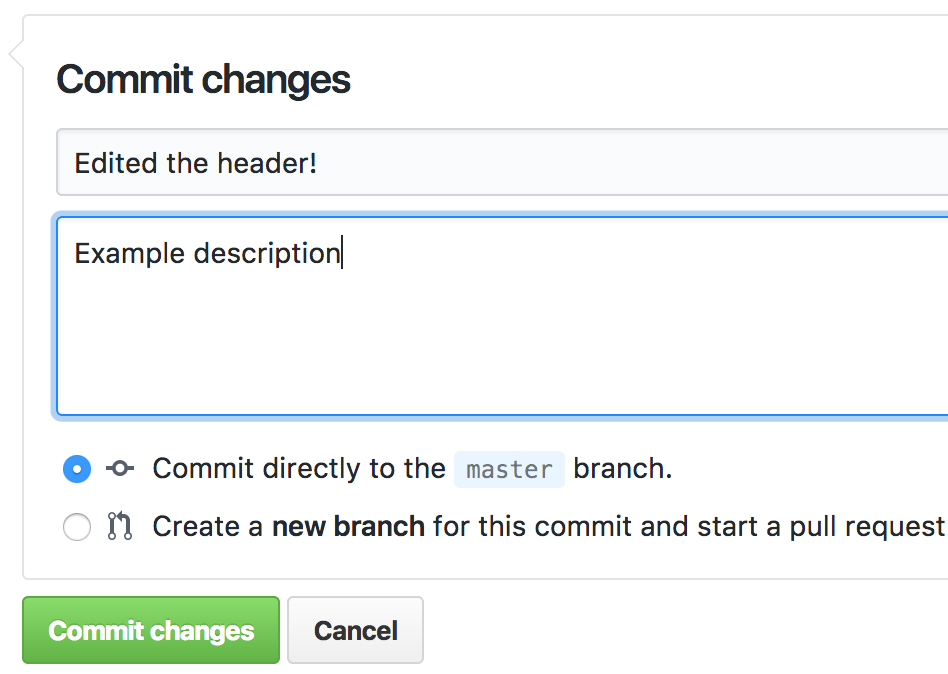 Commit changes
Edited the header!
Example description
Commit directly to the master branch.
Create a new branch for this commit and start a pull request
Commit changes
Cancel